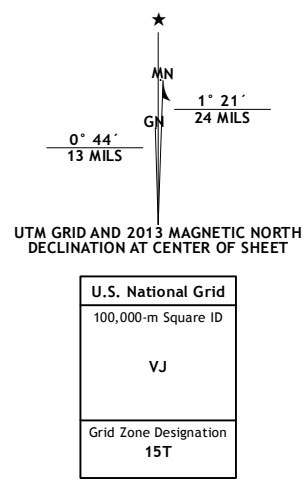 ★
MN
GN
1° 21´
24 MILS
0° 44´
13 MILS
UTM GRID AND 2013 MAGNETIC NORTH
DECLINATION AT CENTER OF SHEET
U.S. National Grid
100,000-m Square ID
VJ
Grid Zone Designation
15T